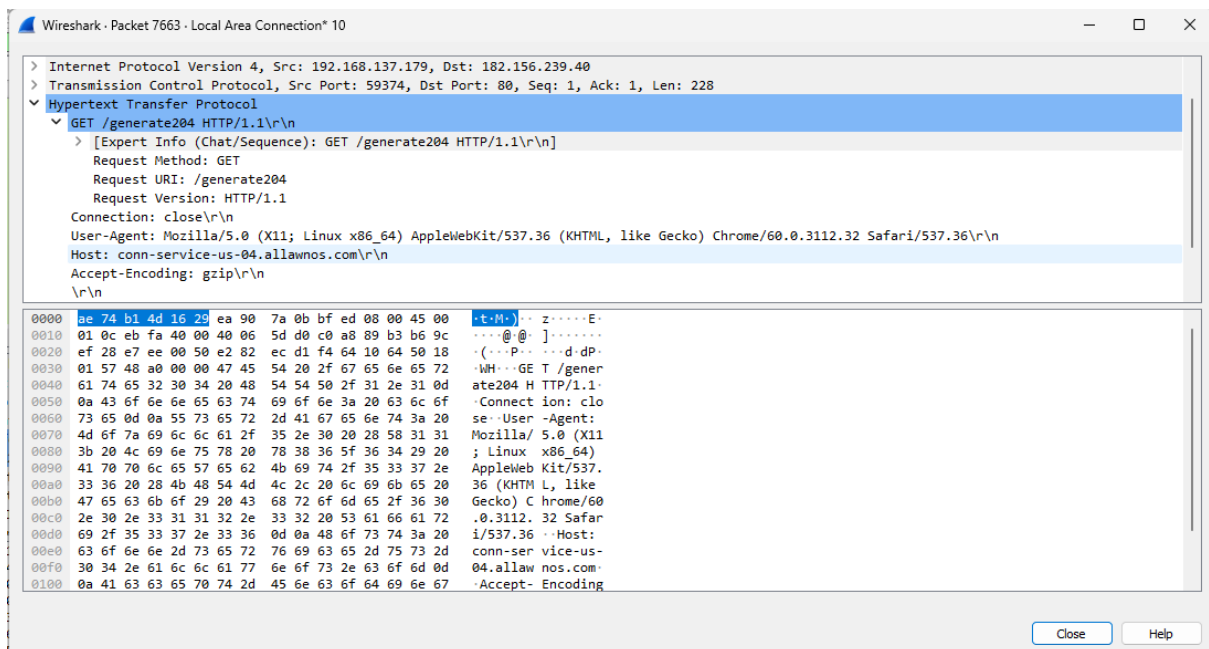 Wireshark · Packet 7663 · Local Area Connection* 10
> Internet Protocol Version 4, Src: 192.168.137.179, Dst: 182.156.239.40
> Transmission Control Protocol, Src Port: 59374, Dst Port: 80, Seq: 1, Ack: 1, Len: 228
Hypertext Transfer Protocol
GET /generate204 HTTP/1.1\r\n
> [Expert Info (Chat/Sequence): GET /generate204 HTTP/1.1\r\n]
Request Method: GET
Request URI: /generate204
Request Version: HTTP/1.1
Connection: close\r\n
User-Agent: Mozilla/5.0 (X11; Linux x86_64) AppleWebKit/537.36 (KHTML, like Gecko) Chrome/60.0.3112.32 Safari/537.36\r\n
Host: conn-service-us-04.allawnos.com\r\n
Accept-Encoding: gzip\r\n
\r\n
0000 ae 74 b1 4d 16 29 ea 90 7a 0b bf ed 08 00 45 00 ·t·M·)·· z·····E·
0010 01 0c eb fa 40 00 40 06 5d d0 c0 a8 89 b3 b6 9c ····@·@· ]·······
0020 ef 28 e7 ee 00 50 e2 82 ec d1 f4 64 10 64 50 18 ·(···P·· ···d·dP·
0030 01 57 48 a0 00 00 47 45 54 20 2f 67 65 6e 65 72 ·WH···GE T /gener
0040 61 74 65 32 30 34 20 48 54 54 50 2f 31 2e 31 0d ate204 H TTP/1.1·
0050 0a 43 6f 6e 6e 65 63 74 69 6f 6e 3a 20 63 6c 6f ·Connect ion: clo
0060 73 65 0d 0a 55 73 65 72 2d 41 67 65 6e 74 3a 20 se··User -Agent:
0070 4d 6f 7a 69 6c 6c 61 2f 35 2e 30 20 28 58 31 31 Mozilla/ 5.0 (X11
0080 3b 20 4c 69 6e 75 78 20 78 38 36 5f 36 34 29 20 ; Linux x86_64)
0090 41 70 70 6c 65 57 65 62 4b 69 74 2f 35 33 37 2e AppleWeb Kit/537.
00a0 33 36 20 28 4b 48 54 4d 4c 2c 20 6c 69 6b 65 20 36 (KHTM L, like
00b0 47 65 63 6b 6f 29 20 43 68 72 6f 6d 65 2f 36 30 Gecko) C hrome/60
00c0 2e 30 2e 33 31 31 32 2e 33 32 20 53 61 66 61 72 .0.3112. 32 Safar
00d0 69 2f 35 33 37 2e 33 36 0d 0a 48 6f 73 74 3a 20 i/537.36 ··Host:
00e0 63 6f 6e 6e 2d 73 65 72 76 69 63 65 2d 75 73 2d conn-ser vice-us-
00f0 30 34 2e 61 6c 6c 61 77 6e 6f 73 2e 63 6f 6d 0d 04.allaw nos.com·
0100 0a 41 63 63 65 70 74 2d 45 6e 63 6f 64 69 6e 67 ·Accept- Encoding
Close Help